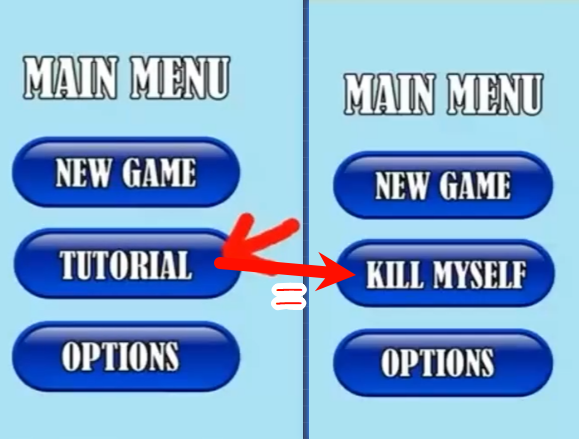 MAIN MENU
NEW GAME
TUTORIAL
OPTIONS
=
MAIN MENU
NEW GAME
KILL MYSELF
OPTIONS